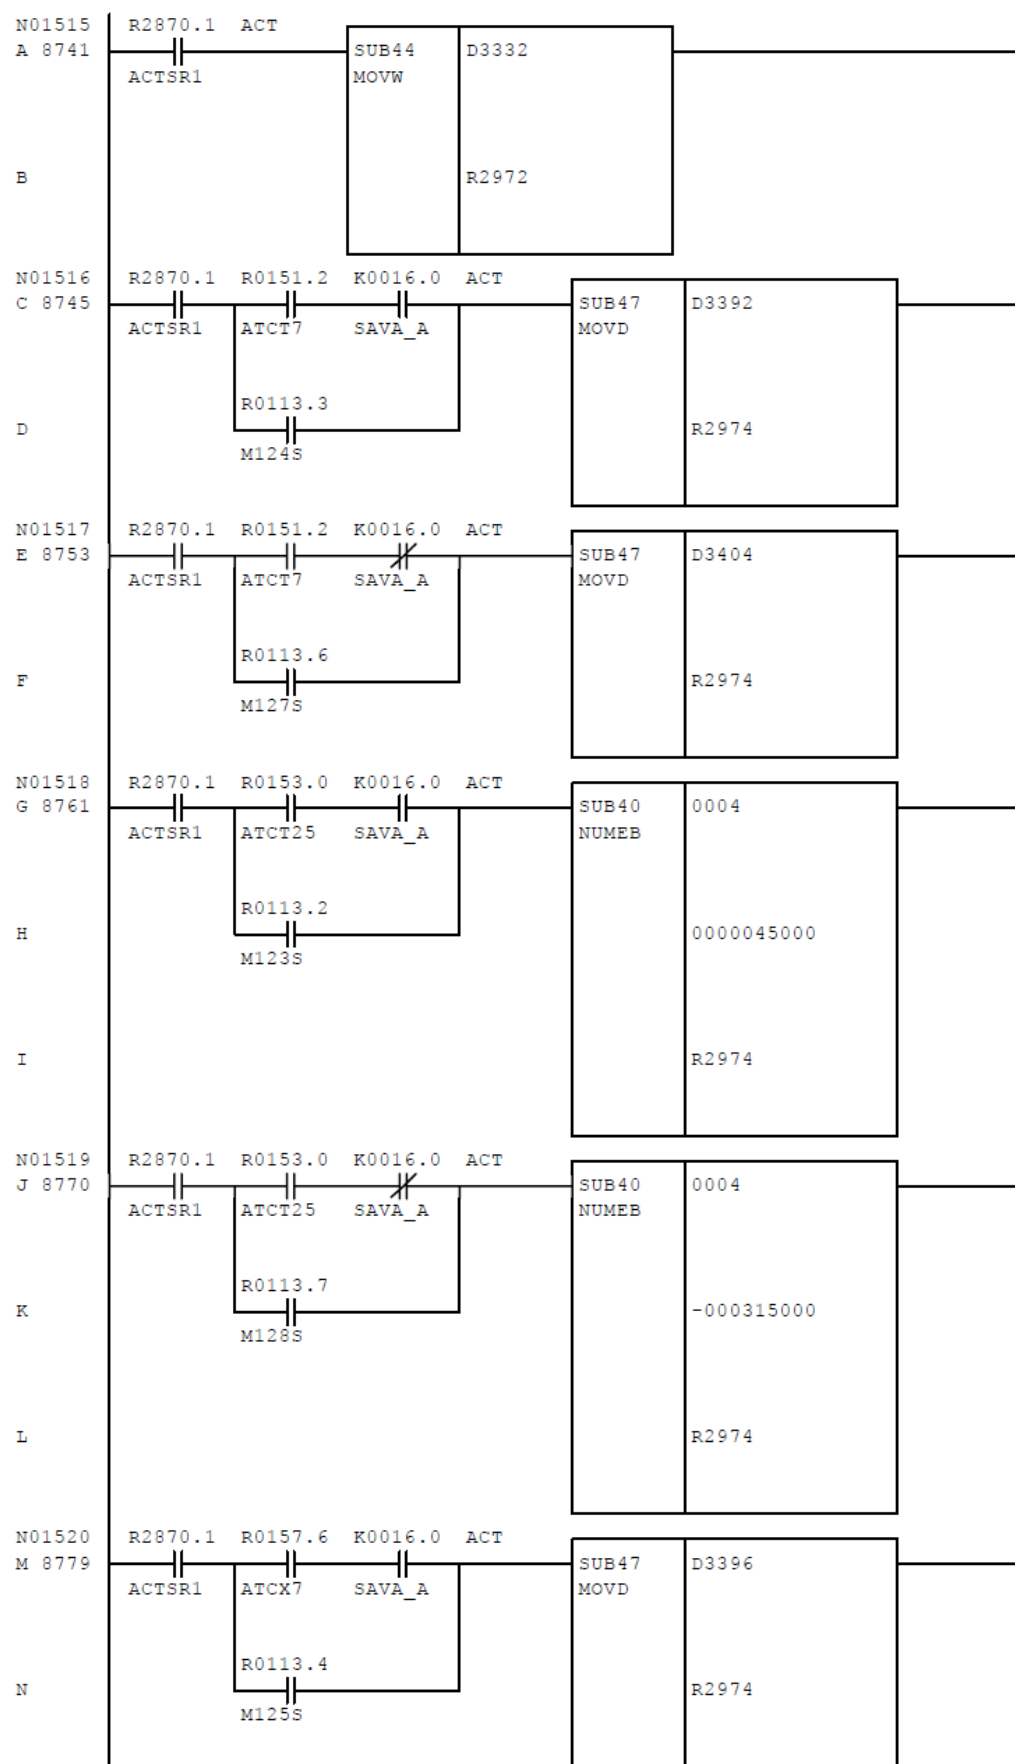 N01515 R2870.1 ACT
A 8741 SUB44 D3332
ACTSR1 MOVW
B R2972
N01516 R2870.1 R0151.2 K0016.0 ACT
C 8745 SUB47 D3392
ACTSR1 ATCT7 SAVA_A MOVD
R0113.3
D R2974
M124S
N01517 R2870.1 R0151.2 K0016.0 ACT
E 8753 SUB47 D3404
ACTSR1 ATCT7 SAVA_A MOVD
R0113.6
F R2974
M127S
N01518 R2870.1 R0153.0 K0016.0 ACT
G 8761 SUB40 0004
ACTSR1 ATCT25 SAVA_A NUMEB
R0113.2
H 0000045000
M123S
I R2974
N01519 R2870.1 R0153.0 K0016.0 ACT
J 8770 SUB40 0004
ACTSR1 ATCT25 SAVA_A NUMEB
R0113.7
K -000315000
M128S
L R2974
N01520 R2870.1 R0157.6 K0016.0 ACT
M 8779 SUB47 D3396
ACTSR1 ATCX7 SAVA_A MOVD
R0113.4
N R2974
M125S